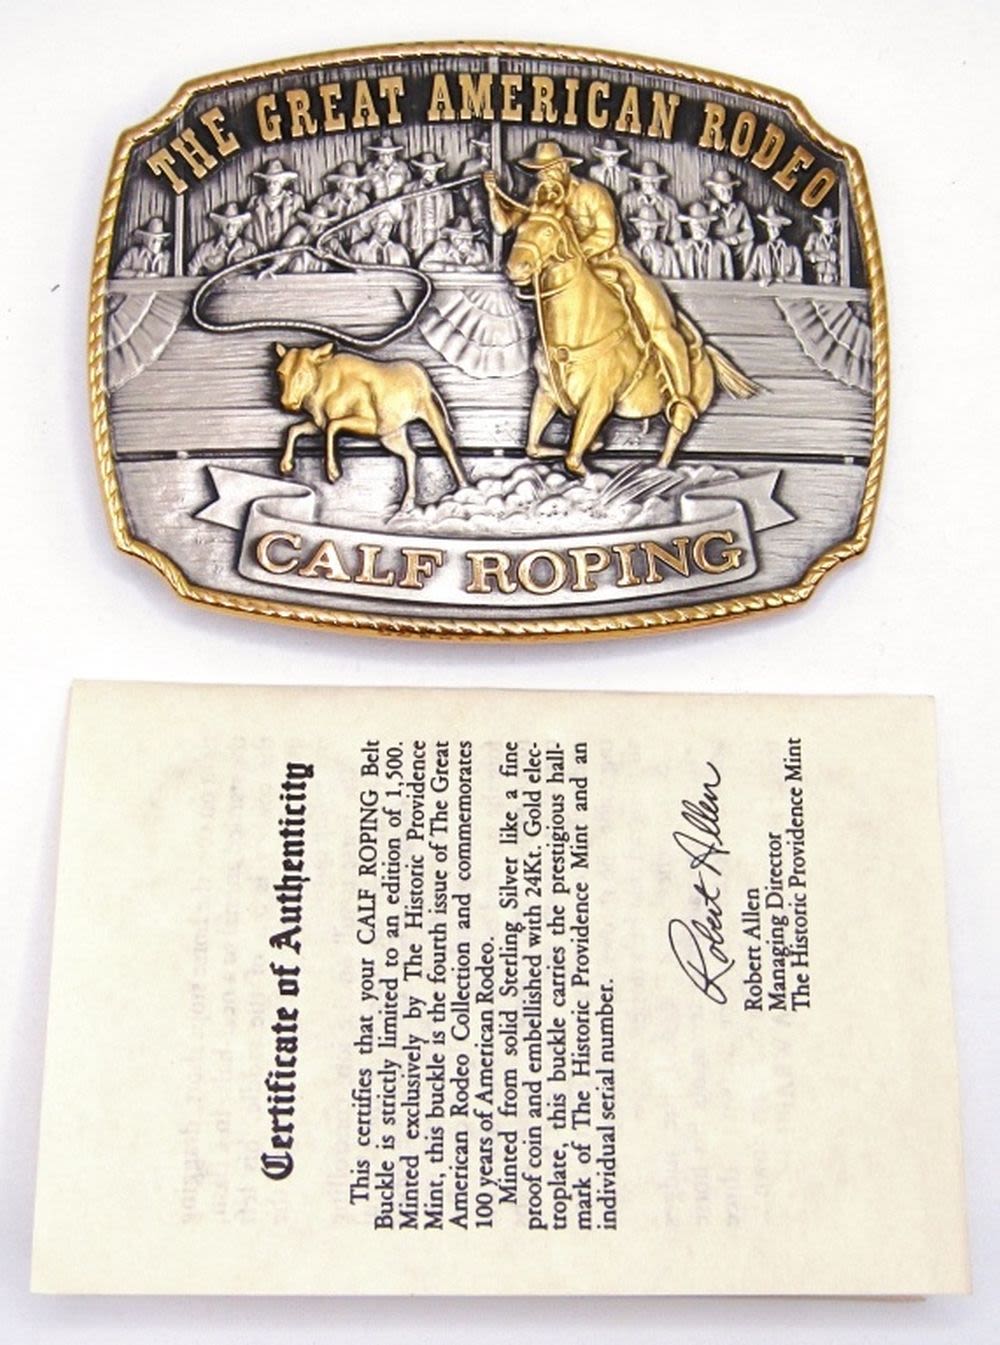 THE GREAT AMERICAN RODEO
CALF ROPING
Certificate of Authenticity
This certifies that your CALF ROPING Belt
Buckle is strictly limited to an edition of 1,500.
Minted exclusively by The Historic Providence
Mint, this buckle is the fourth issue of The Great
American Rodeo Collection and commemorates
100 years of American Rodeo.
Minted from solid Sterling Silver like a fine
proof coin and embellished with 24Kt. Gold elec-
troplate, this buckle carries the prestigious hall-
mark of The Historic Providence Mint and an
individual serial number.
Robert Allen
Robert Allen
Managing Director
The Historic Providence Mint